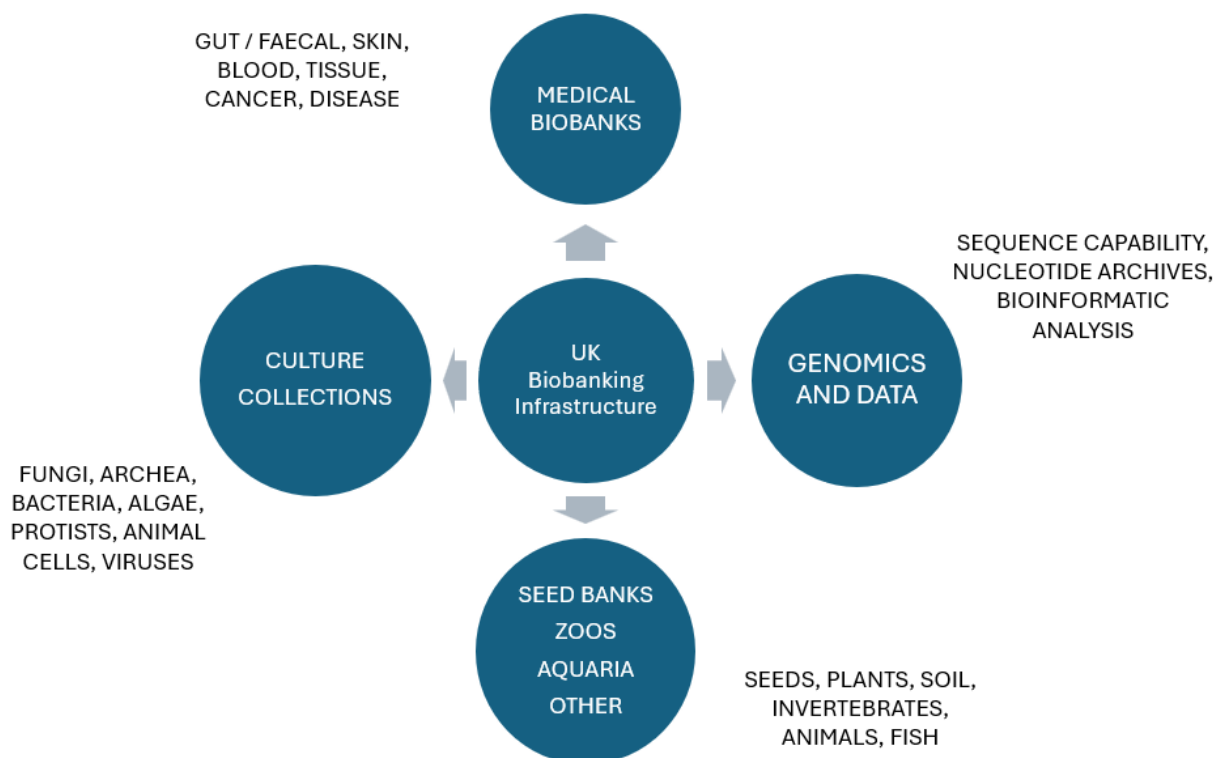 GUT / FAECAL, SKIN,
BLOOD, TISSUE,
CANCER, DISEASE
MEDICAL
BIOBANKS
SEQUENCE CAPABILITY,
NUCLEOTIDE ARCHIVES,
BIOINFORMATIC
ANALYSIS
CULTURE
COLLECTIONS
UK
Biobanking
Infrastructure
GENOMICS
AND DATA
FUNGI, ARCHEA,
BACTERIA, ALGAE,
PROTISTS, ANIMAL
CELLS, VIRUSES
SEED BANKS
ZOOS
AQUARIA
OTHER
SEEDS, PLANTS, SOIL,
INVERTEBRATES,
ANIMALS, FISH